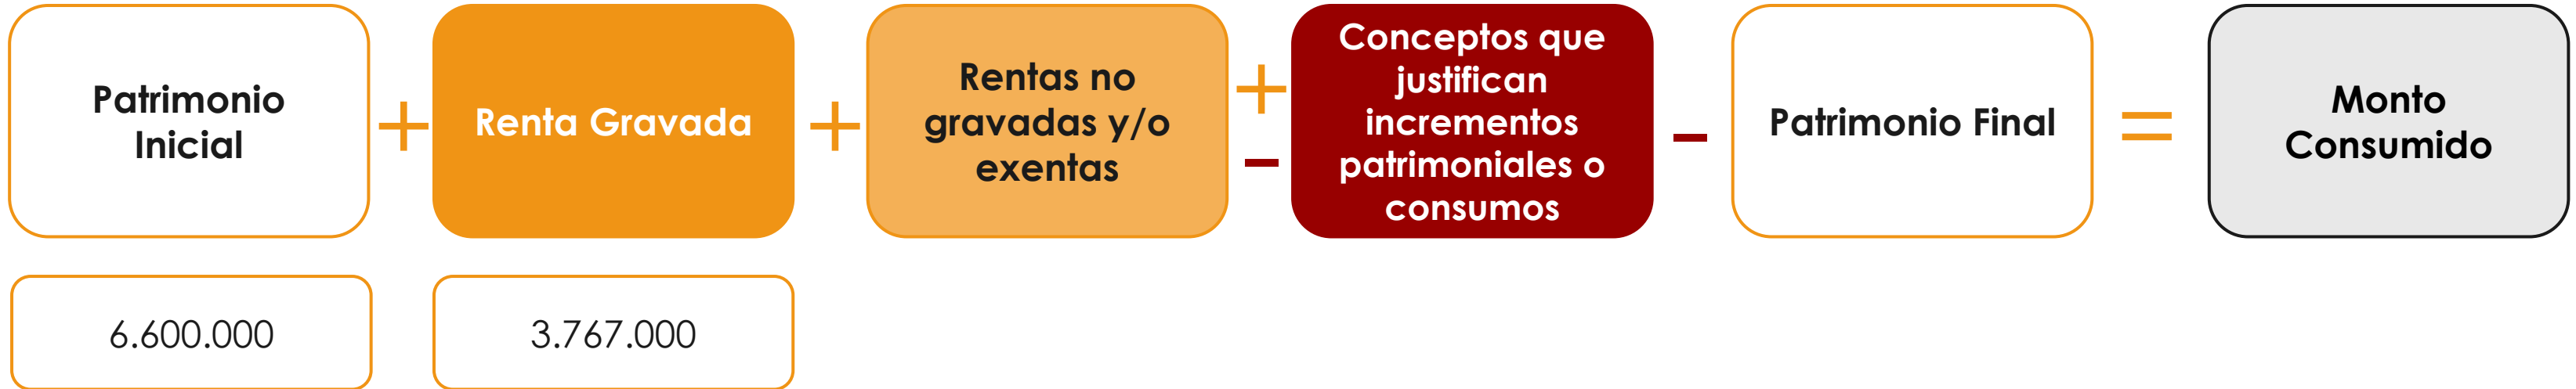 Patrimonio
Inicial
+
Renta Gravada
+
Rentas no
gravadas y/o
exentas
+
-
Conceptos que
justifican
incrementos
patrimoniales o
consumos
-
Patrimonio Final
=
Monto
Consumido
6.600.000
3.767.000